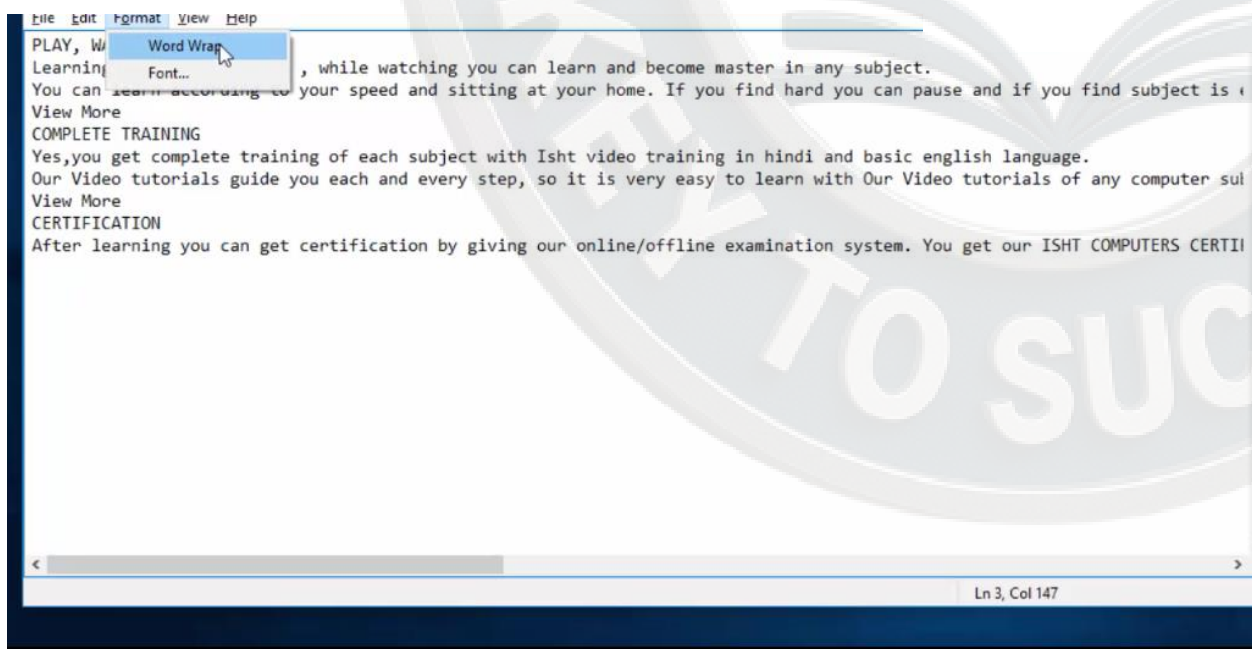 File Edit Format View Help
PLAY,
Word Wrap
Learning , while watching you can learn and become master in any subject.
Font...
You can learn according to your speed and sitting at your home. If you find hard you can pause and if you find subject is
View More
COMPLETE TRAINING
Yes,you get complete training of each subject with Isht video training in hindi and basic english language.
Our Video tutorials guide you each and every step, so it is very easy to learn with Our Video tutorials of any computer
View More
CERTIFICATION
After learning you can get certification by giving our online/offline examination system. You get our ISHT COMPUTERS
KEY TO
Ln 3, Col 147